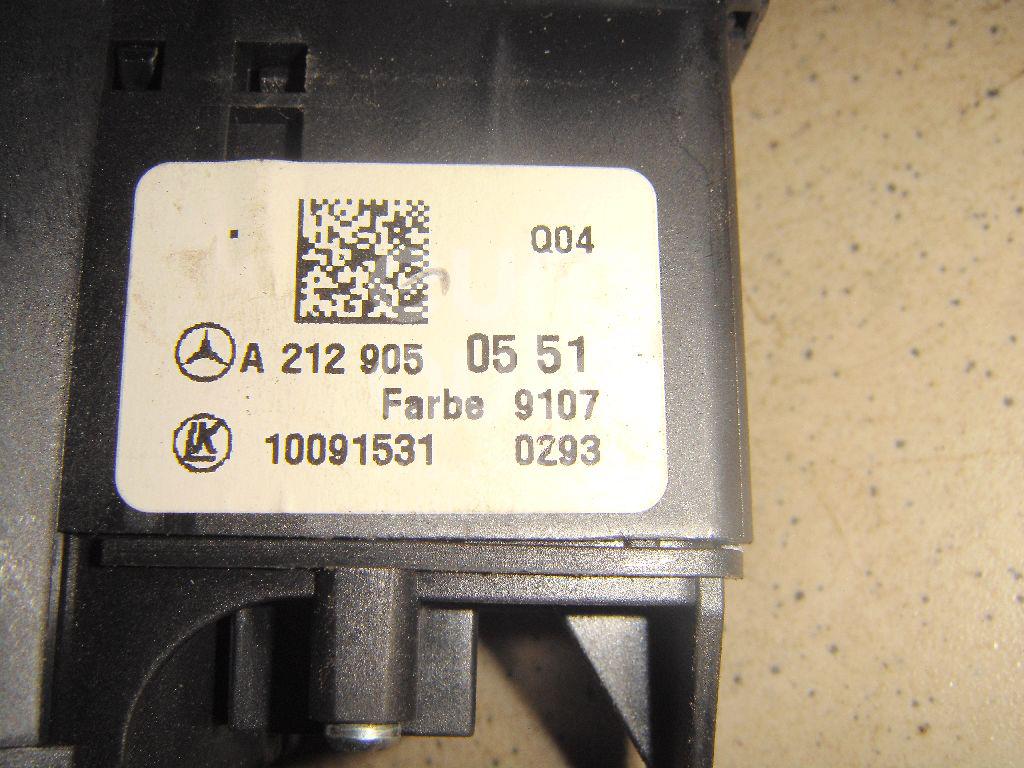 Q04
A 212 905 05 51
Farbe 9107
LK 10091531 0293